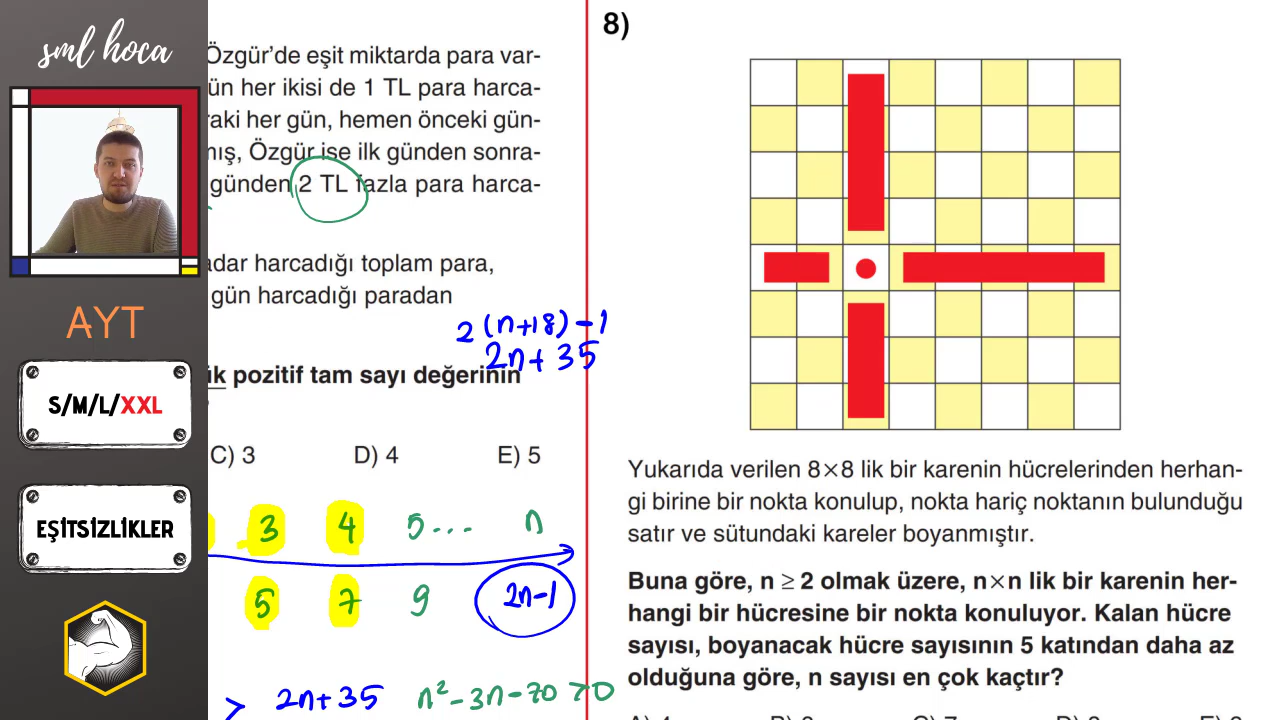 sml hoca
AYT
S/M/L/XXL
EŞİTSİZLİKLER
Özgür'de eşit miktarda para var-
ün her ikisi de 1 TL para harca-
raki her gün, hemen önceki gün-
mış, Özgür ise ilk günden sonra-
günden 2 TL fazla para harca-
adar harcadığı toplam para,
gün harcadığı paradan
2(n+18)-1
2n+35
ük pozitif tam sayı değerinin
C) 3 D) 4 E) 5
3 4 5... n
5 7 9 2n-1
> 2n+35 n²-3n-70 >0
8)
Yukarıda verilen 8×8 lik bir karenin hücrelerinden herhan-
gi birine bir nokta konulup, nokta hariç noktanın bulunduğu
satır ve sütundaki kareler boyanmıştır.
Buna göre, n ≥ 2 olmak üzere, n×n lik bir karenin her-
hangi bir hücresine bir nokta konuluyor. Kalan hücre
sayısı, boyanacak hücre sayısının 5 katından daha az
olduğuna göre, n sayısı en çok kaçtır?